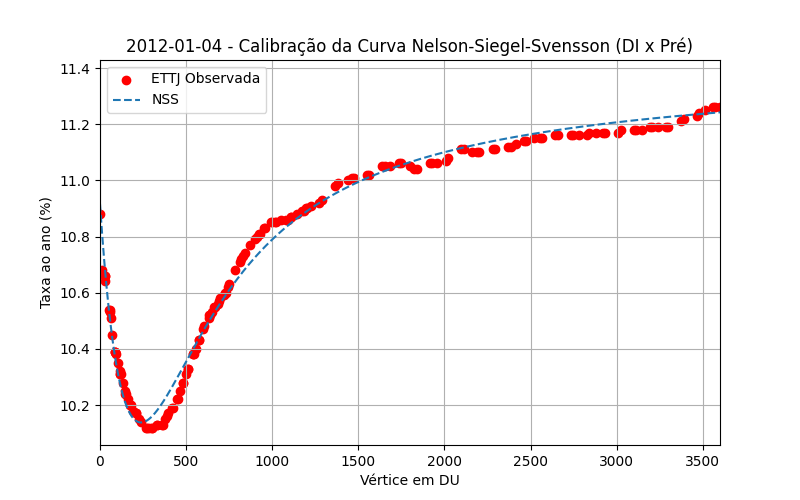 2012-01-04 - Calibração da Curva Nelson-Siegel-Svensson (DI x Pré)
ETTJ Observada
NSS
Taxa ao ano (%)
11.4
11.2
11.0
10.8
10.6
10.4
10.2
0 500 1000 1500 2000 2500 3000 3500
Vértice em DU